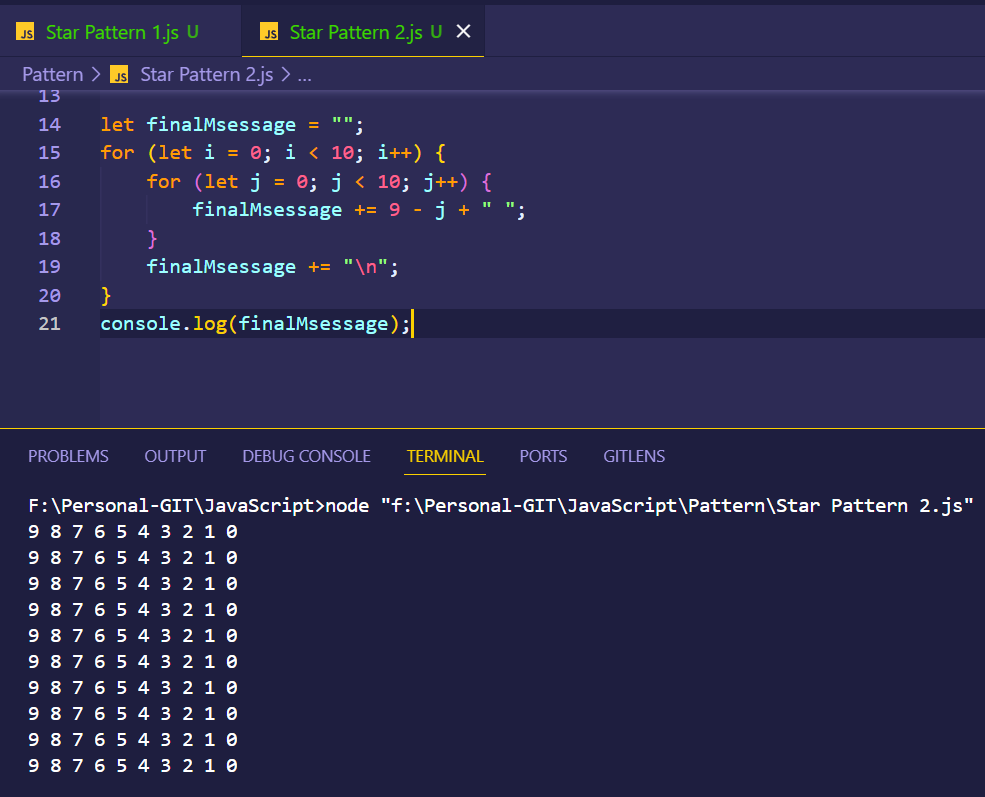 JS Star Pattern 1.js U JS Star Pattern 2.js U
Pattern > JS Star Pattern 2.js > ...
13
14 let finalMsessage = "";
15 for (let i = 0; i < 10; i++) {
16     for (let j = 0; j < 10; j++) {
17         finalMsessage += 9 - j + " ";
18     }
19     finalMsessage += "\n";
20 }
21 console.log(finalMsessage);
PROBLEMS OUTPUT DEBUG CONSOLE TERMINAL PORTS GITLENS
F:\Personal-GIT\JavaScript>node "f:\Personal-GIT\JavaScript\Pattern\Star Pattern 2.js"
9 8 7 6 5 4 3 2 1 0
9 8 7 6 5 4 3 2 1 0
9 8 7 6 5 4 3 2 1 0
9 8 7 6 5 4 3 2 1 0
9 8 7 6 5 4 3 2 1 0
9 8 7 6 5 4 3 2 1 0
9 8 7 6 5 4 3 2 1 0
9 8 7 6 5 4 3 2 1 0
9 8 7 6 5 4 3 2 1 0
9 8 7 6 5 4 3 2 1 0